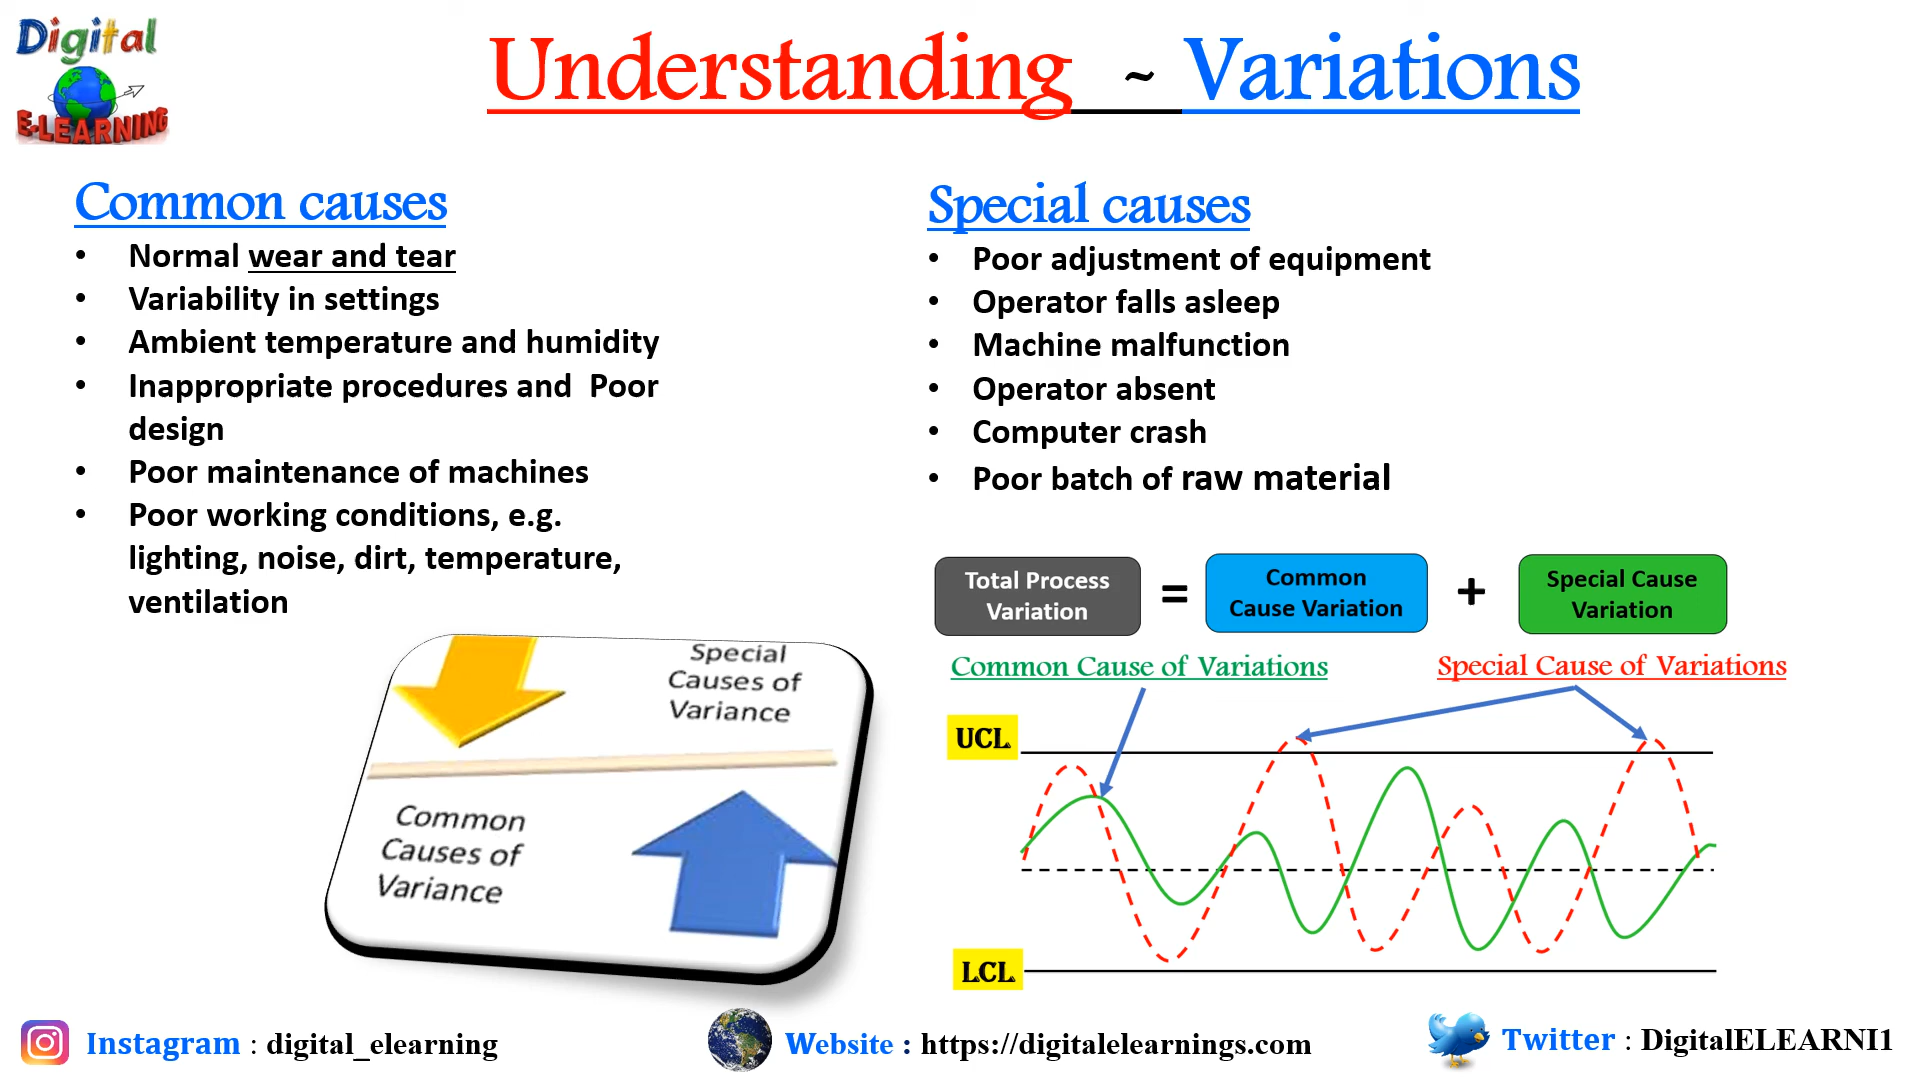 Digital
E-LEARNING
Understanding ~ Variations
Common causes
• Normal wear and tear
• Variability in settings
• Ambient temperature and humidity
• Inappropriate procedures and Poor
design
• Poor maintenance of machines
• Poor working conditions, e.g.
lighting, noise, dirt, temperature,
ventilation
Special
Causes of
Variance
Common
Causes of
Variance
Special causes
• Poor adjustment of equipment
• Operator falls asleep
• Machine malfunction
• Operator absent
• Computer crash
• Poor batch of raw material
Total Process
Variation
=
Common
Cause Variation
+
Special Cause
Variation
Common Cause of Variations
Special Cause of Variations
UCL
LCL
Instagram : digital_elearning
Website : https://digitalelearnings.com
Twitter : DigitalELEARNI1